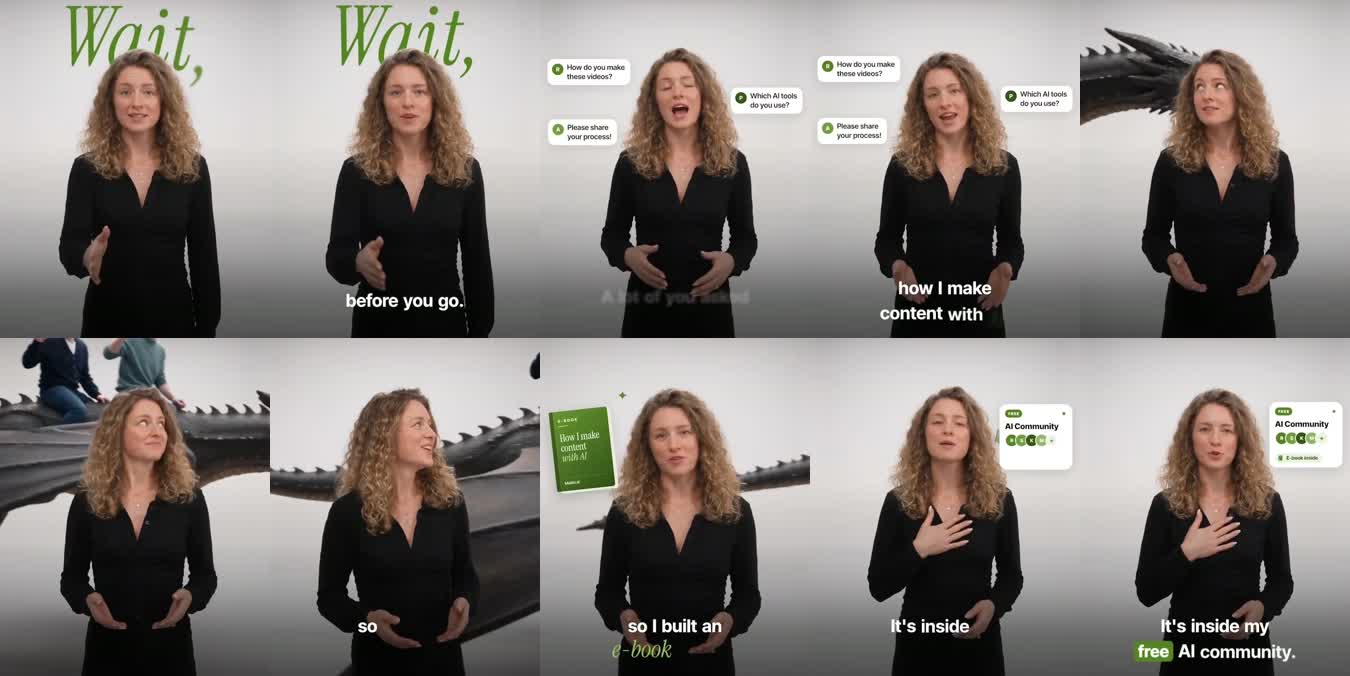 Wait,
Wait,
before you go.
R
How do you make
these videos?
P
Which AI tools
do you use?
A
Please share
your process!
A lot of you asked
R
How do you make
these videos?
P
Which AI tools
do you use?
A
Please share
your process!
how I make
content with
so
E-BOOK
How I make
content
with AI
so I built an
e-book
FREE
AI Community
It's inside
FREE
AI Community
E-book inside
It's inside my
free AI community.